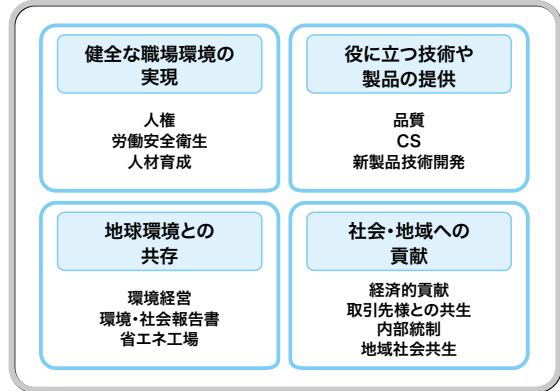 健全な職場環境の
実現
人権
労働安全衛生
人材育成
役に立つ技術や
製品の提供
品質
CS
新製品技術開発
地球環境との
共存
環境経営
環境・社会報告書
省エネ工場
社会・地域への
貢献
経済的貢献
取引先様との共生
内部統制
地域社会共生